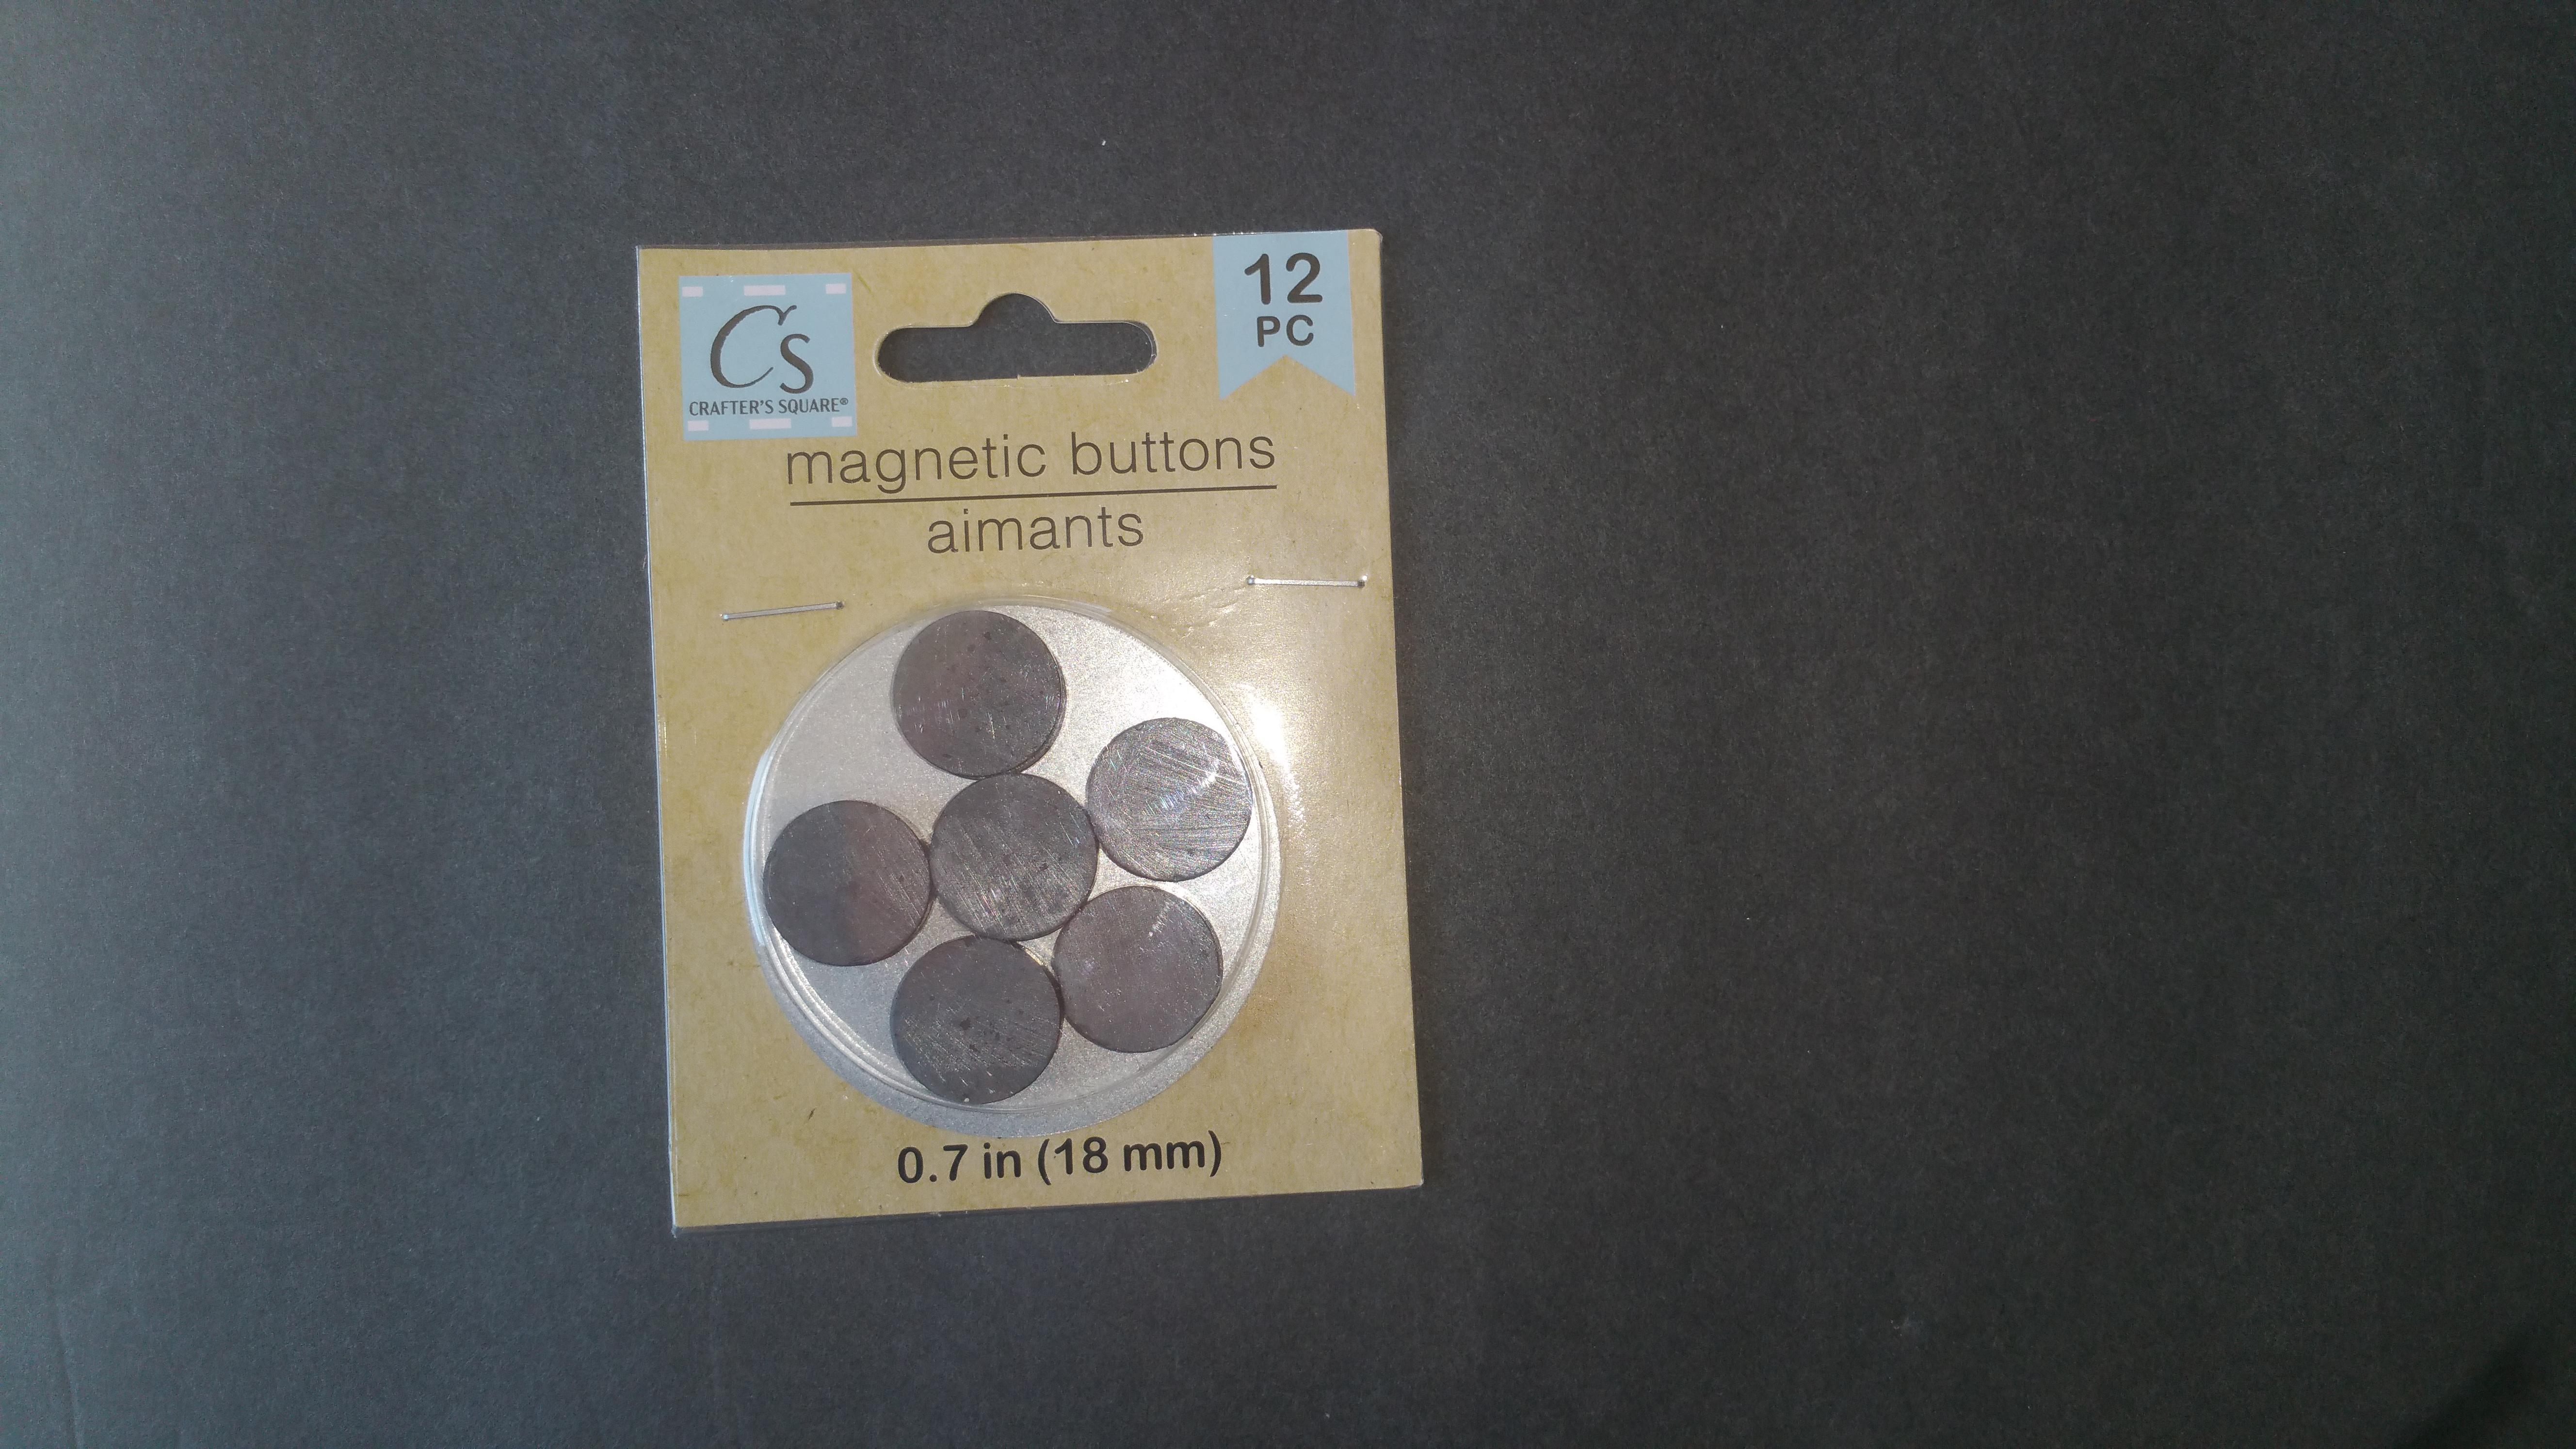 Cs
CRAFTER'S SQUARE®
12
PC
magnetic buttons
aimants
0.7 in (18 mm)